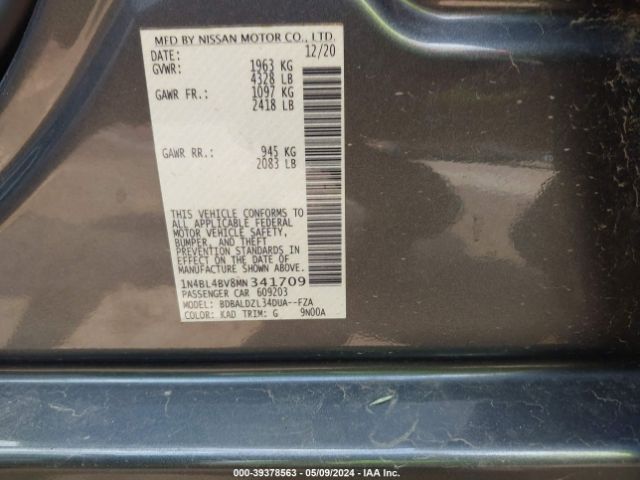 MFD BY NISSAN MOTOR CO., LTD.
DATE: 12/20
GVWR: 1963 KG
4328 LB
GAWR FR.: 1097 KG
2418 LB
GAWR RR.: 945 KG
2083 LB
THIS VEHICLE CONFORMS TO
ALL APPLICABLE FEDERAL
MOTOR VEHICLE SAFETY,
BUMPER, AND THEFT
PREVENTION STANDARDS IN
EFFECT ON THE DATE OF
MANUFACTURE SHOWN ABOVE.
1N4BL4BV8MN341709
PASSENGER CAR 609203
MODEL: BDBALDZL34DUA--FZA
COLOR: KAD TRIM: G 9N00A
000-39378563 - 05/09/2024 - IAA Inc.